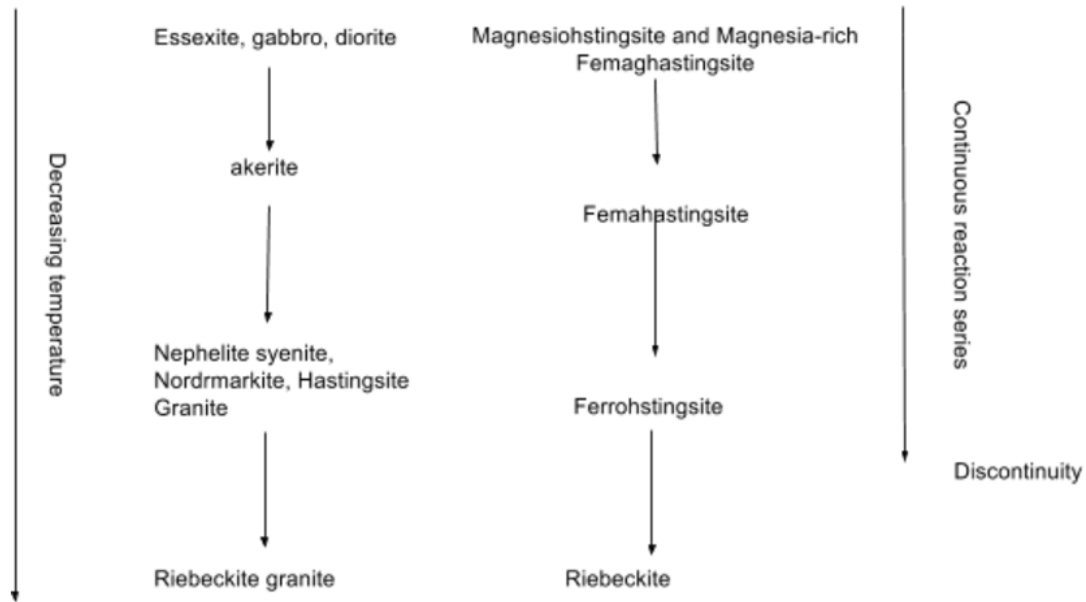 Essexite, gabbro, diorite
Magnesiohstingsite and Magnesia-rich
Femaghastingsite
akerite
Femahastingsite
Nephelite syenite,
Nordrmarkite, Hastingsite
Granite
Ferrohstingsite
Riebeckite granite
Riebeckite
Decreasing temperature
Continuous reaction series
Discontinuity